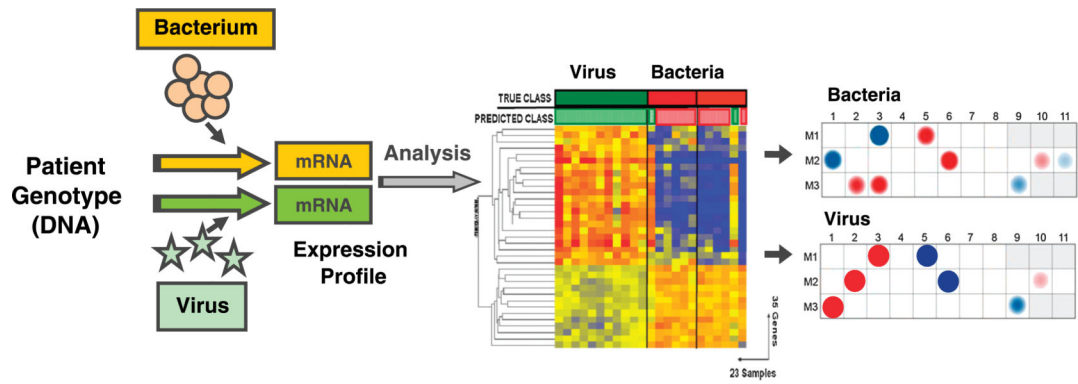 Bacterium
Patient
Genotype
(DNA)
mRNA
mRNA
Virus
Analysis
Expression
Profile
Virus Bacteria
TRUE CLASS
PREDICTED CLASS
35 Genes
23 Samples
Bacteria
1 2 3 4 5 6 7 8 9 10 11
M1
M2
M3
Virus
1 2 3 4 5 6 7 8 9 10 11
M1
M2
M3